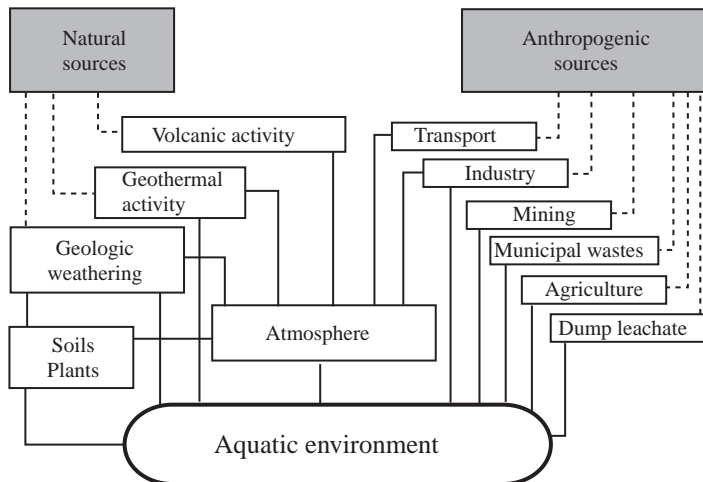 Natural
sources
Anthropogenic
sources
Volcanic activity
Transport
Geothermal
activity
Industry
Mining
Geologic
weathering
Municipal wastes
Agriculture
Atmosphere
Dump leachate
Soils
Plants
Aquatic environment